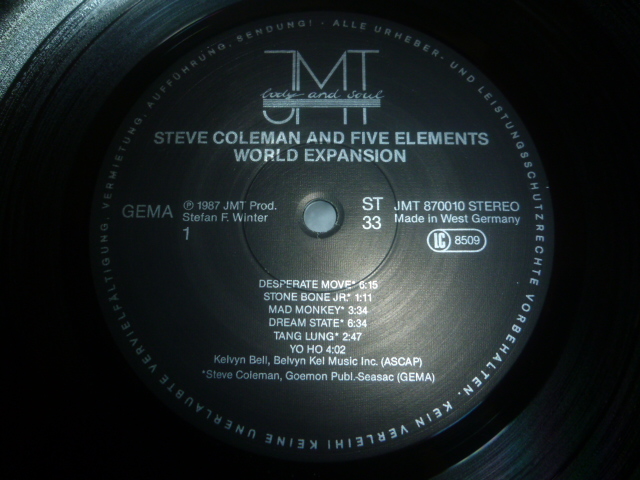 JMT
body and soul
STEVE COLEMAN AND FIVE ELEMENTS
WORLD EXPANSION
GEMA
℗ 1987 JMT Prod.
Stefan F. Winter
1
ST
33
JMT 870010 STEREO
Made in West Germany
LC 8509
DESPERATE MOVE* 6:15
STONE BONE JR.* 1:11
MAD MONKEY* 3:34
DREAM STATE* 6:34
TANG LUNG* 2:47
YO HO 4:02
Kelvyn Bell, Belvyn Kel Music Inc. (ASCAP)
*Steve Coleman, Goemon Publ.-Seasac (GEMA)
ALLE URHEBER- UND LEISTUNGSSCHUTZRECHTE VORBEHALTEN. KEIN VERLEIH! KEINE UNERLAUBTE VERVIELFÄLTIGUNG, VERMIETUNG, AUFFÜHRUNG, SENDUNG! ·